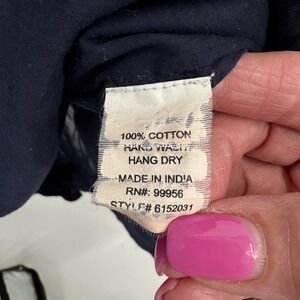 100% COTTON
HAND WASH
HANG DRY
MADE IN INDIA
RN#: 99956
STYLE# 6152031